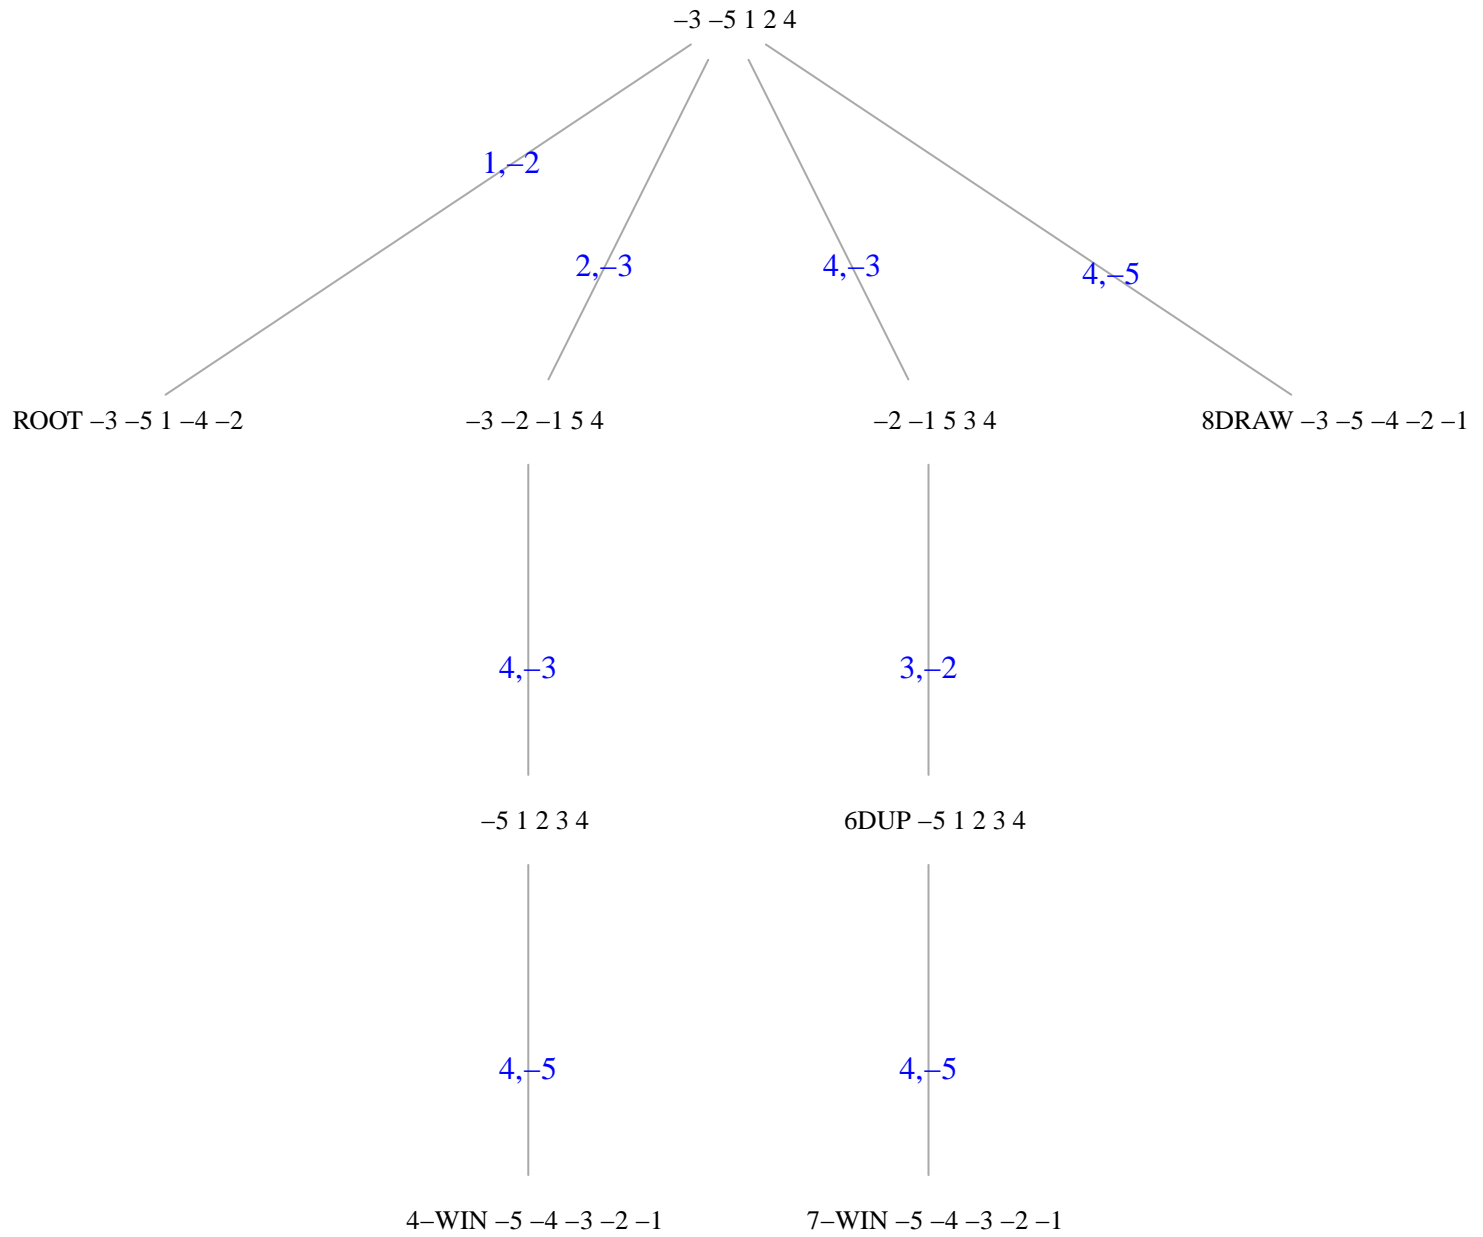 –3 –5 1 2 4
1,–2
2,–3
4,–3
4,–5
ROOT –3 –5 1 –4 –2
–3 –2 –1 5 4
–2 –1 5 3 4
8DRAW –3 –5 –4 –2 –1
4,–3
3,–2
–5 1 2 3 4
6DUP –5 1 2 3 4
4,–5
4,–5
4–WIN –5 –4 –3 –2 –1
7–WIN –5 –4 –3 –2 –1